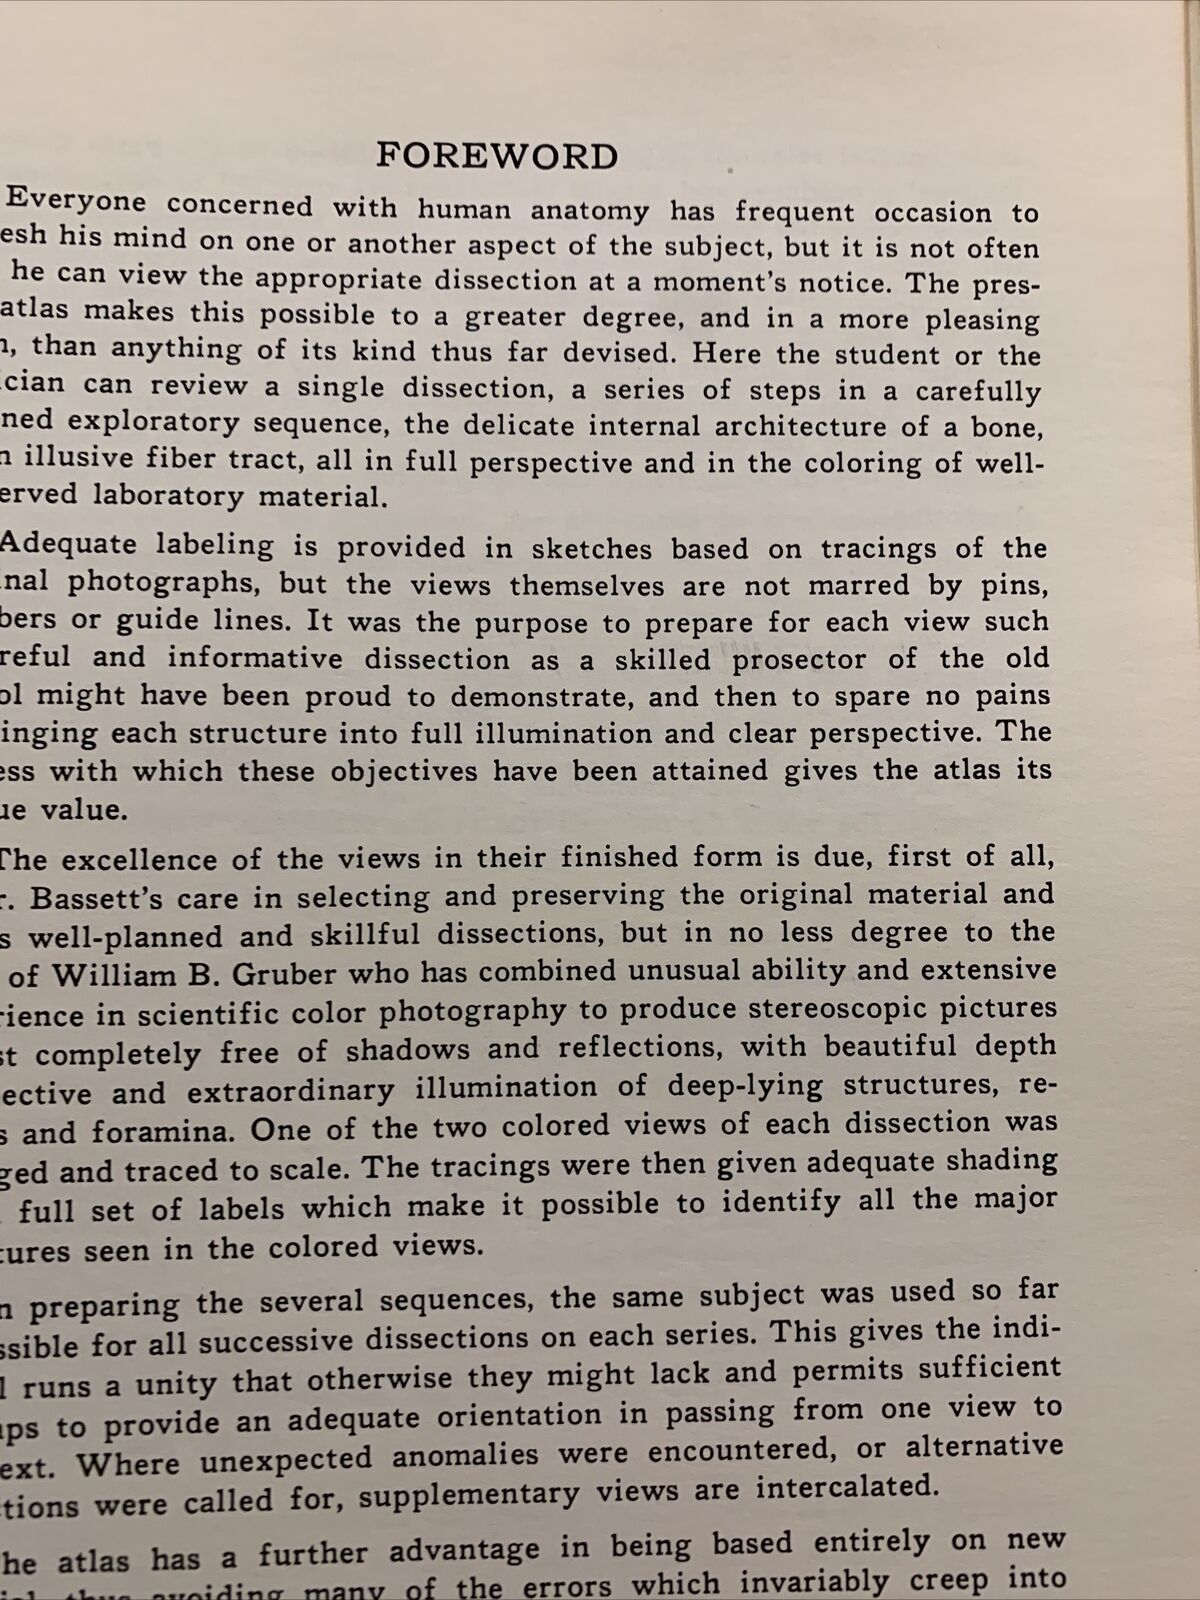 FOREWORD
Everyone concerned with human anatomy has frequent occasion to
esh his mind on one or another aspect of the subject, but it is not often
he can view the appropriate dissection at a moment's notice. The pres-
atlas makes this possible to a greater degree, and in a more pleasing
, than anything of its kind thus far devised. Here the student or the
ician can review a single dissection, a series of steps in a carefully
ned exploratory sequence, the delicate internal architecture of a bone,
n illusive fiber tract, all in full perspective and in the coloring of well-
erved laboratory material.
Adequate labeling is provided in sketches based on tracings of the
nal photographs, but the views themselves are not marred by pins,
bers or guide lines. It was the purpose to prepare for each view such
reful and informative dissection as a skilled prosector of the old
ol might have been proud to demonstrate, and then to spare no pains
inging each structure into full illumination and clear perspective. The
ess with which these objectives have been attained gives the atlas its
ue value.
The excellence of the views in their finished form is due, first of all,
r. Bassett's care in selecting and preserving the original material and
s well-planned and skillful dissections, but in no less degree to the
of William B. Gruber who has combined unusual ability and extensive
rience in scientific color photography to produce stereoscopic pictures
st completely free of shadows and reflections, with beautiful depth
ective and extraordinary illumination of deep-lying structures, re-
s and foramina. One of the two colored views of each dissection was
ged and traced to scale. The tracings were then given adequate shading
full set of labels which make it possible to identify all the major
tures seen in the colored views.
n preparing the several sequences, the same subject was used so far
ssible for all successive dissections on each series. This gives the indi-
l runs a unity that otherwise they might lack and permits sufficient
aps to provide an adequate orientation in passing from one view to
ext. Where unexpected anomalies were encountered, or alternative
ctions were called for, supplementary views are intercalated.
he atlas has a further advantage in being based entirely on new
thus avoiding many of the errors which invariably creep into